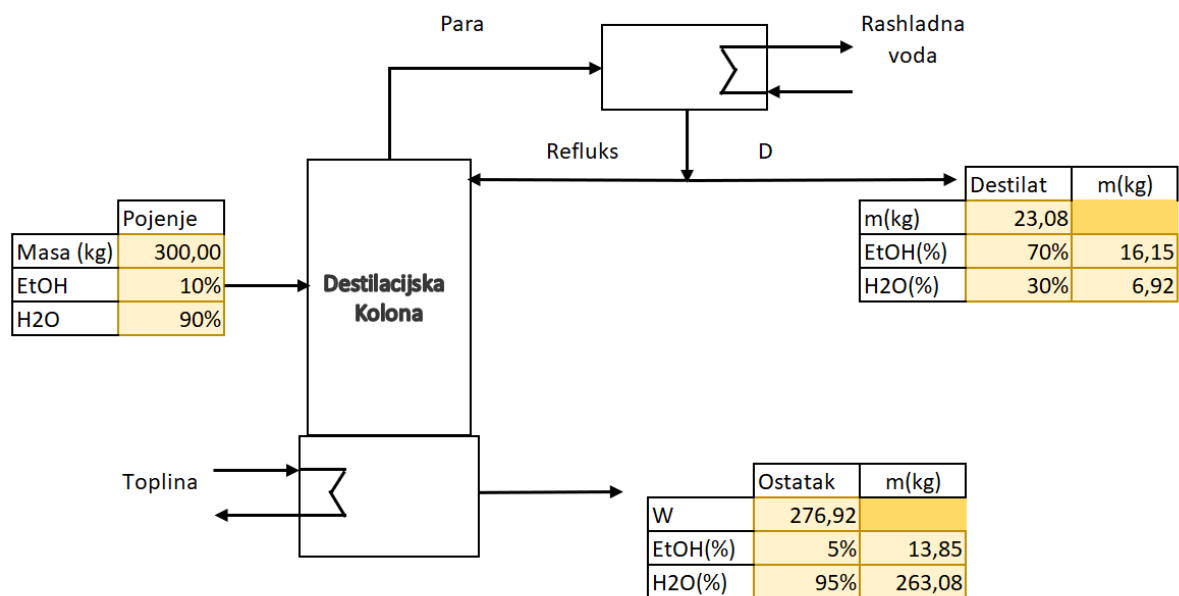 Para
Rashladna
voda
Refluks D
Destilat m(kg)
m(kg) 23,08
EtOH(%) 70% 16,15
H2O(%) 30% 6,92
Pojenje
Masa (kg) 300,00
EtOH 10%
H2O 90%
Destilacijska
Kolona
Toplina
Ostatak m(kg)
W 276,92
EtOH(%) 5% 13,85
H2O(%) 95% 263,08